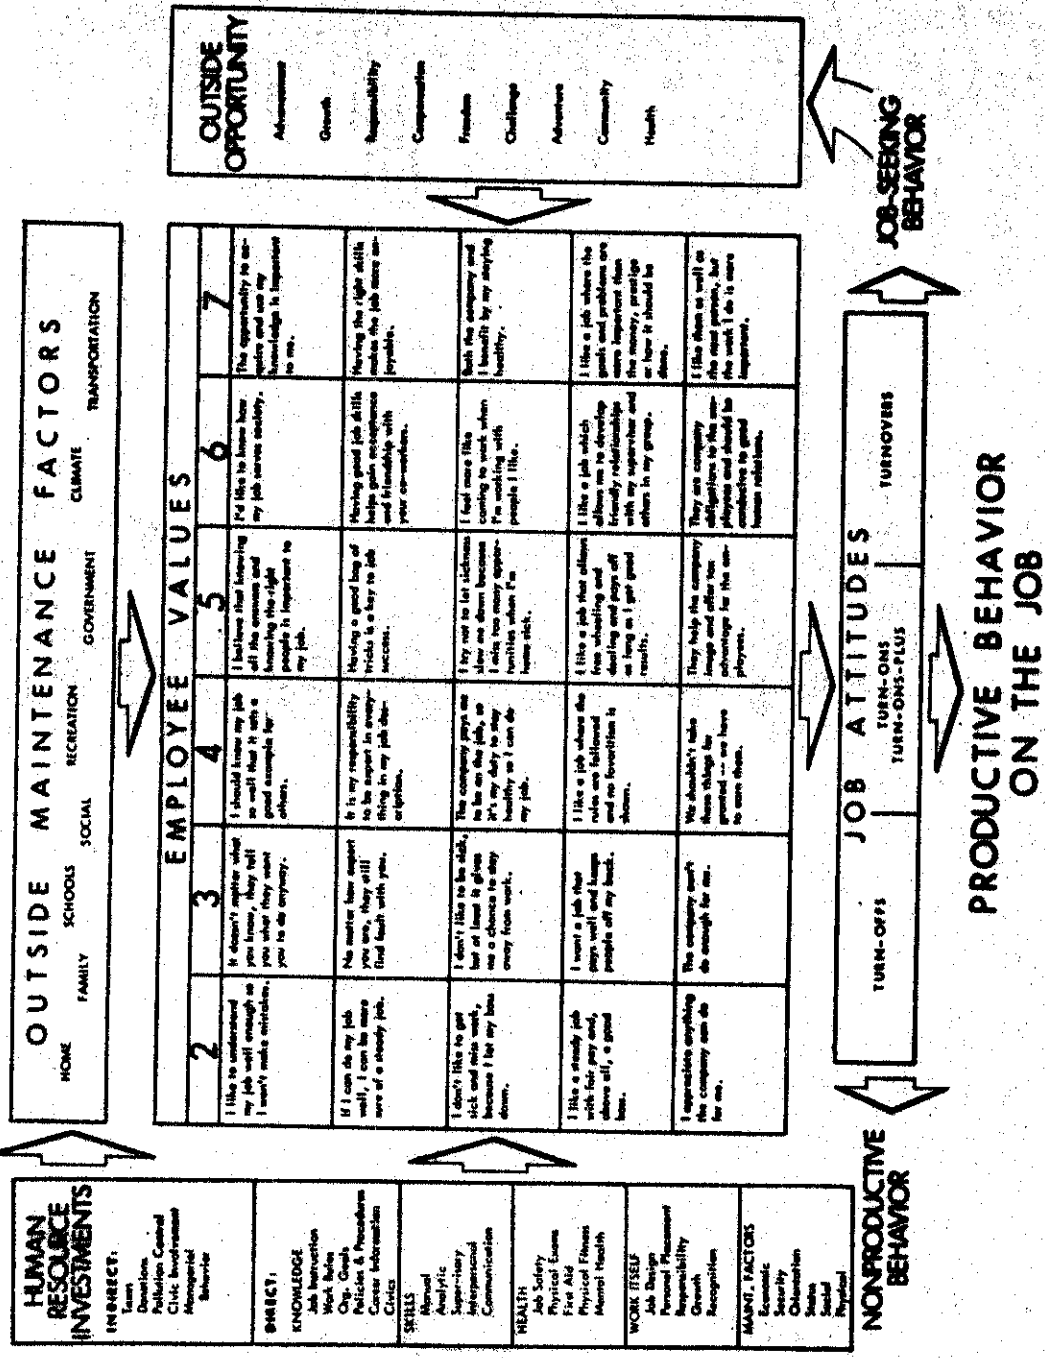 HUMAN
RESOURCE
INVESTMENTS
INDIRECT:
Taxes
Donations
Pollution Control
Civic Involvement
Managerial
Behavior
DIRECT:
KNOWLEDGE
Job Instruction
Work Rules
Org. Goals
Policies & Procedures
Career Information
Civics
SKILLS
Manual
Analytic
Supervisory
Interpersonal
Communication
HEALTH
Job Safety
Physical Exams
First Aid
Physical Fitness
Mental Health
WORK ITSELF
Job Design
Personnel Placement
Responsibility
Growth
Recognition
MAINT. FACTORS
Economic
Security
Orientation
Status
Social
Physical
OUTSIDE MAINTENANCE FACTORS
HOME
FAMILY
SCHOOLS
SOCIAL
RECREATION
GOVERNMENT
CLIMATE
TRANSPORTATION
EMPLOYEE VALUES
2
3
4
5
6
7
I like to understand
my job well enough so
I won't make mistakes.
It doesn't matter what
you know, they tell
you what they want
you to do anyway.
I should know my job
so well that it sets a
good example for
others.
I believe that knowing
all the answers and
knowing the right
people is important to
my job.
I'd like to know how
my job serves society.
The opportunity to ac-
quire and use my
knowledge is important
to me.
If I can do my job
well, I can be more
sure of a steady job.
No matter how expert
you are, they still
find fault with you.
It is my responsibility
to be expert in every-
thing in my job des-
cription.
Having a good bag of
tricks is a key to job
success.
Having good job skills
helps gain acceptance
and friendship with
your co-workers.
Having the right skills
makes the job more en-
joyable.
I don't like to get
sick and miss work,
because I let my boss
down.
I don't like to be sick,
but at least it gives
me a chance to stay
away from work.
The company pays me
to be on the job, so
it's my duty to stay
healthy so I can do
my job.
I try not to let sickness
slow me down because
I miss too many oppor-
tunities when I'm
home sick.
I feel more like
coming to work when
I'm working with
people I like.
Both the company and
I benefit by my staying
healthy.
I like a steady job
with fair pay and,
above all, a good
boss.
I want a job that
pays well and keeps
people off my back.
I like a job where the
rules are followed
and no favoritism is
shown.
I like a job that allows
free wheeling and
dealing and pays off
as long as I get good
results.
I like a job which
allows me to develop
friendly relationships
with my supervisor and
others in my group.
I like a job where the
goals and problems are
more important than
the money, prestige
or how it should be
done.
I appreciate anything
the company can do
for me.
The company can't
do enough for me.
We shouldn't take
these things for
granted -- we have
to earn them.
They help the company
image and offer tax
advantage for the em-
ployees.
They are company
obligations to the em-
ployees and should be
conducive to good
human relations.
I like them as well as
the next person, but
the work I do is more
important.
OUTSIDE
OPPORTUNITY
Advancement
Growth
Responsibility
Compensation
Freedom
Challenge
Adventure
Community
Health
JOB ATTITUDES
TURN-OFFS
TURN-ONS
TURN-ONS-PLUS
TURNOVERS
NONPRODUCTIVE
BEHAVIOR
JOB-SEEKING
BEHAVIOR
PRODUCTIVE BEHAVIOR
ON THE JOB